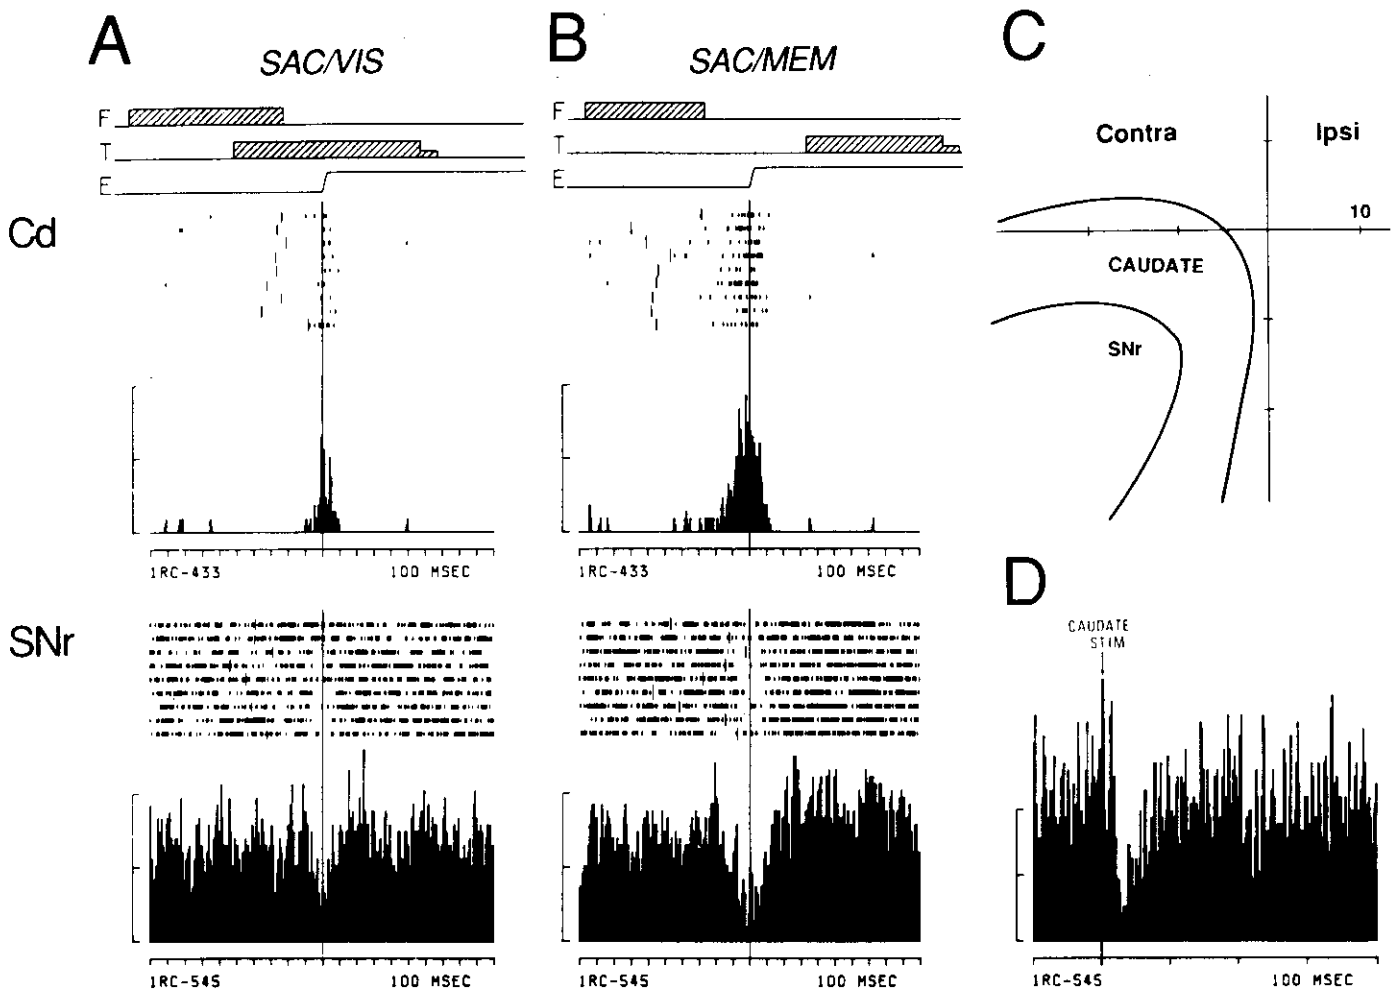 A
SAC/VIS
F
T
E
B
SAC/MEM
F
T
E
C
Contra
Ipsi
10
CAUDATE
SNr
Cd
1RC-433
100 MSEC
1RC-433
100 MSEC
SNr
1RC-545
100 MSEC
1RC-545
100 MSEC
D
CAUDATE
STIM
1RC-545
100 MSEC